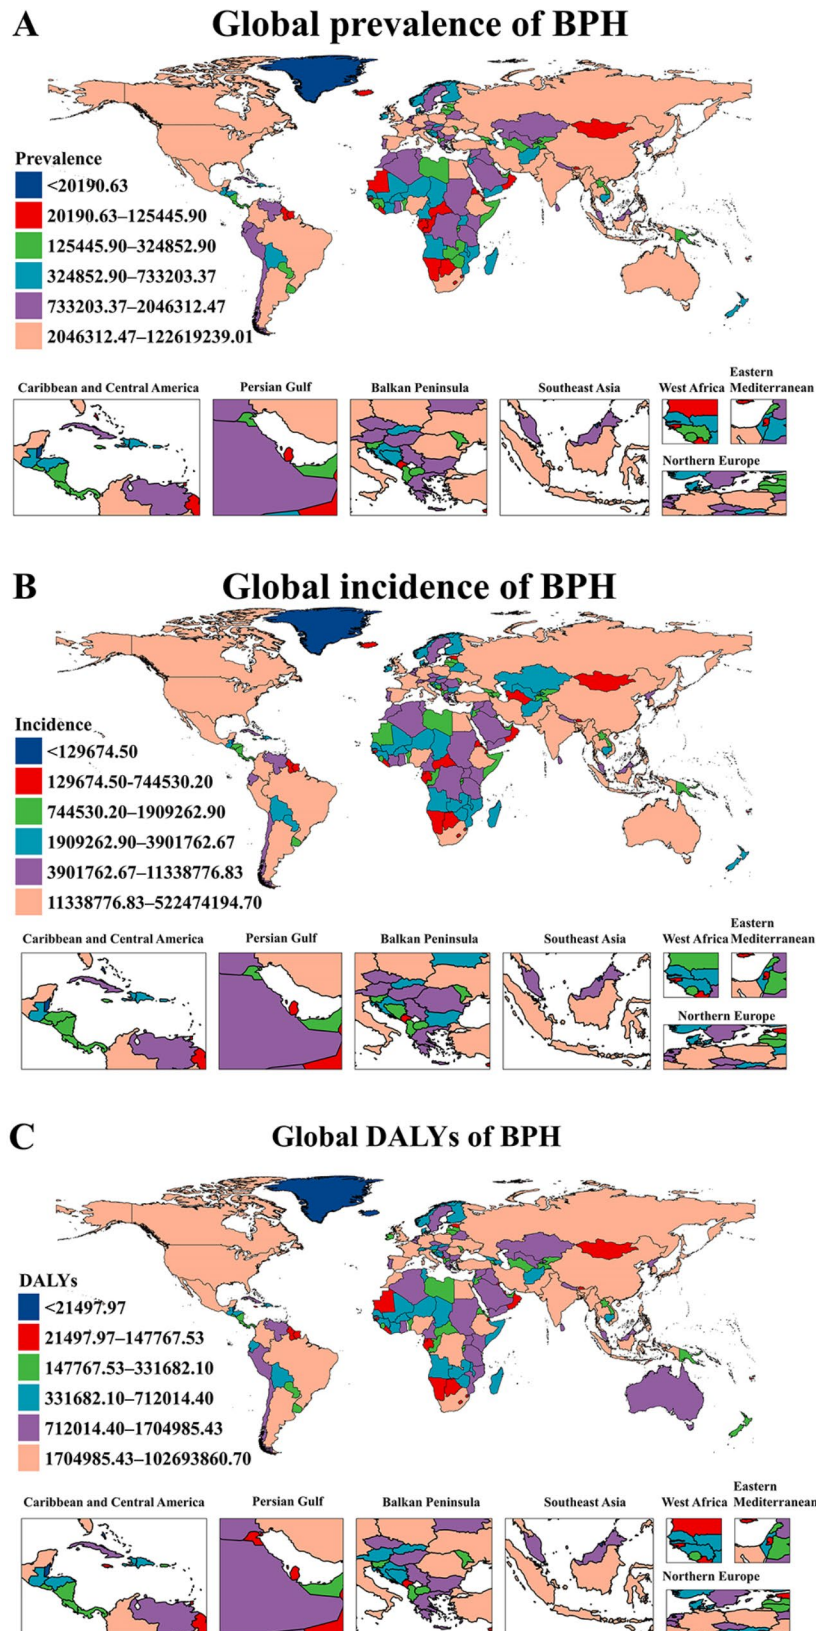 A
Global prevalence of BPH
Prevalence
<20190.63
20190.63–125445.90
125445.90–324852.90
324852.90–733203.37
733203.37–2046312.47
2046312.47–122619239.01
Caribbean and Central America
Persian Gulf
Balkan Peninsula
Southeast Asia
West Africa
Eastern
Mediterranean
Northern Europe
B
Global incidence of BPH
Incidence
<129674.50
129674.50-744530.20
744530.20–1909262.90
1909262.90–3901762.67
3901762.67–11338776.83
11338776.83–522474194.70
Caribbean and Central America
Persian Gulf
Balkan Peninsula
Southeast Asia
West Africa
Eastern
Mediterranean
Northern Europe
C
Global DALYs of BPH
DALYs
<21497.97
21497.97–147767.53
147767.53–331682.10
331682.10–712014.40
712014.40–1704985.43
1704985.43–102693860.70
Caribbean and Central America
Persian Gulf
Balkan Peninsula
Southeast Asia
West Africa
Eastern
Mediterranean
Northern Europe